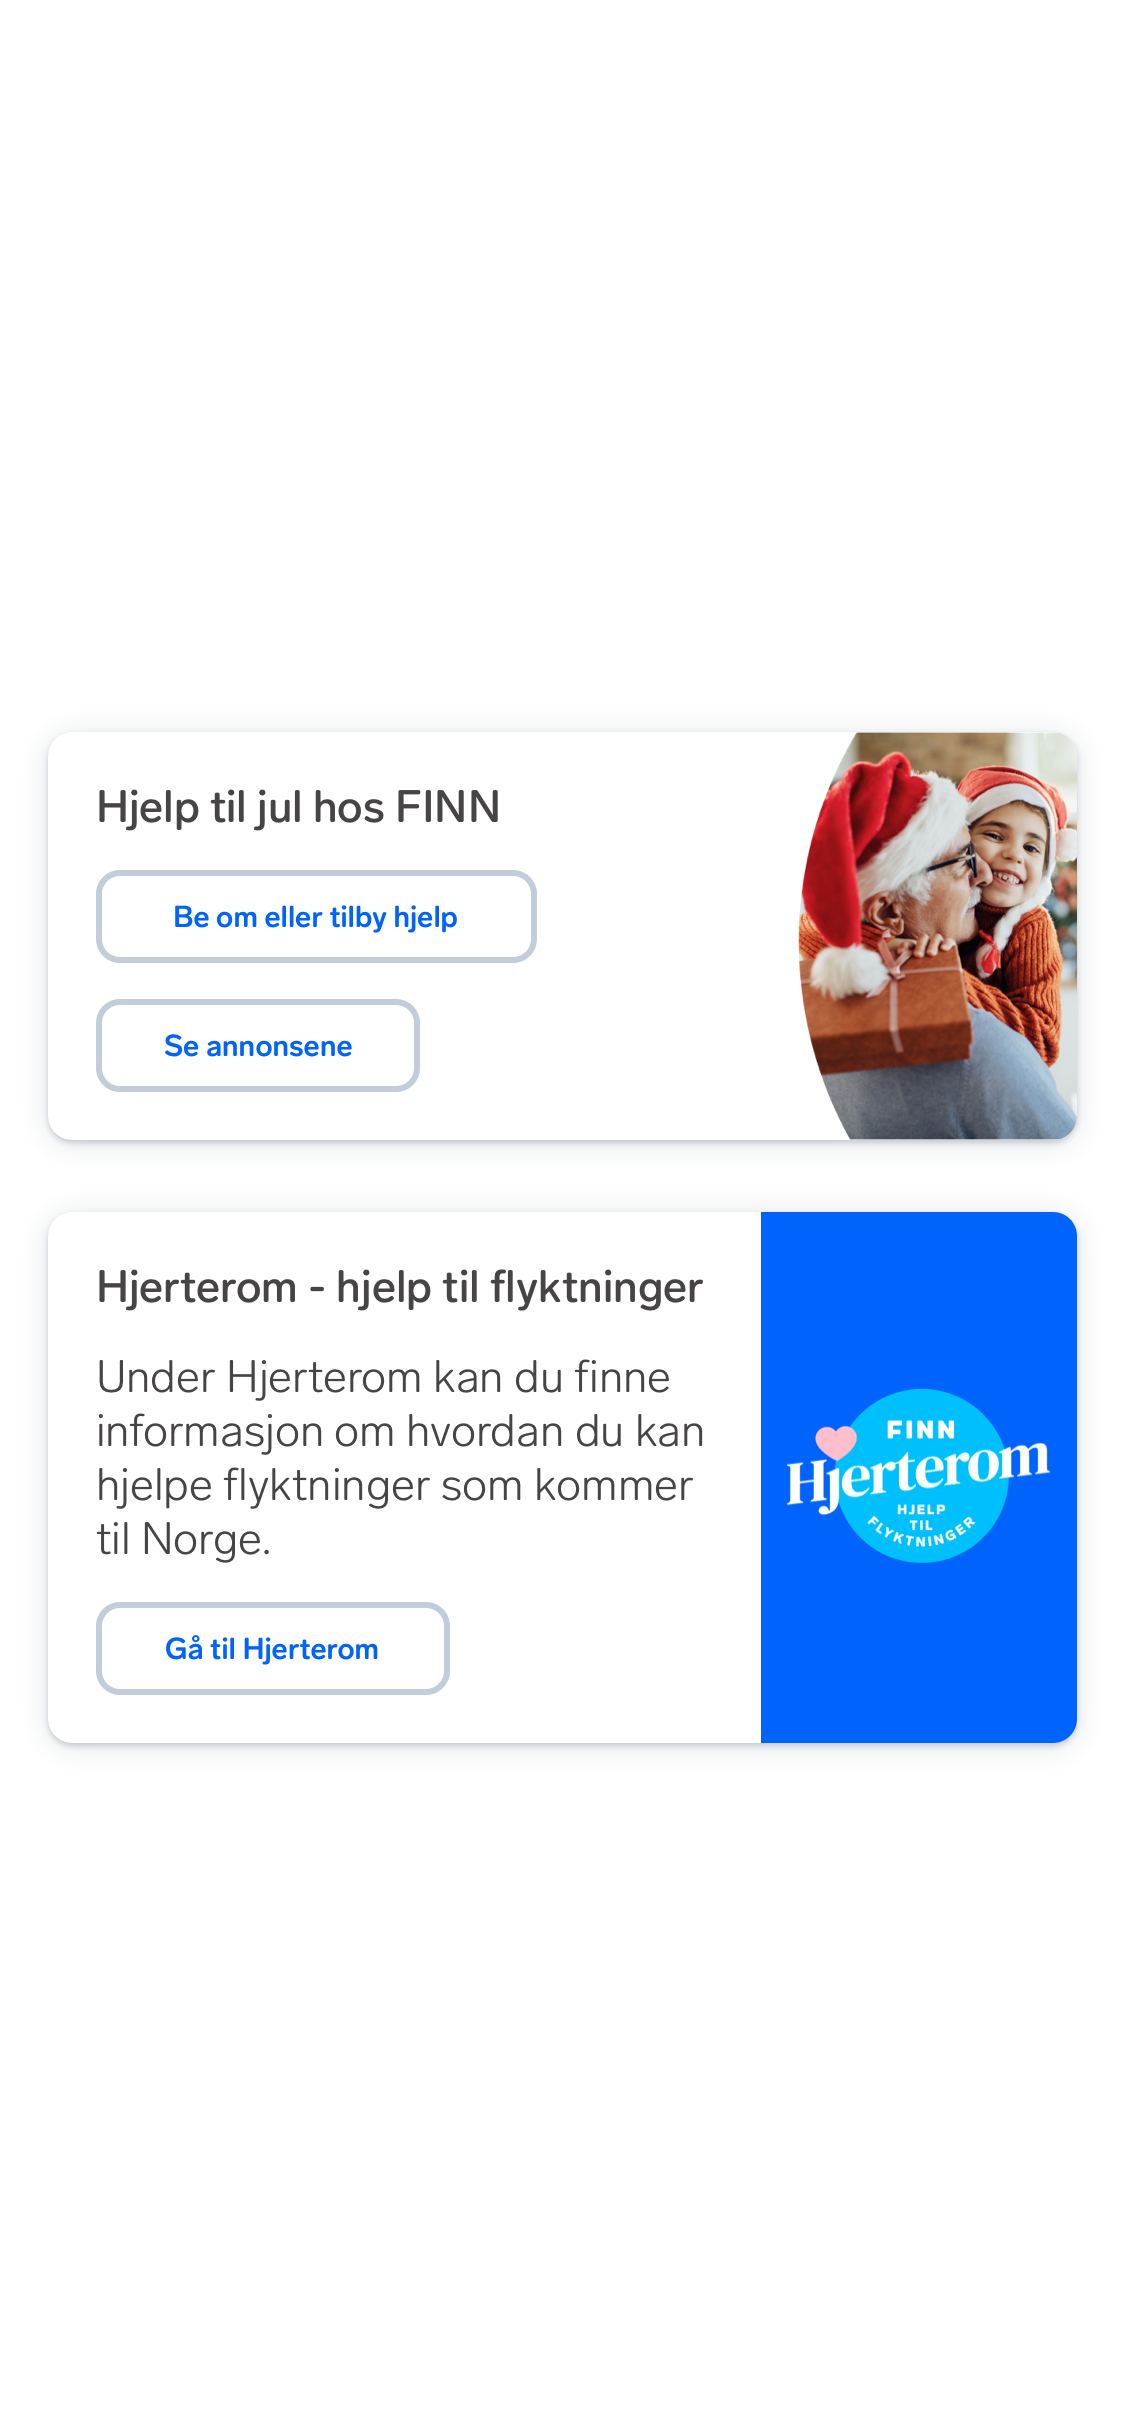 Hjelp til jul hos FINN
Be om eller tilby hjelp
Se annonsene
Hjerterom - hjelp til flyktninger
Under Hjerterom kan du finne
informasjon om hvordan du kan
hjelpe flyktninger som kommer
til Norge.
Gå til Hjerterom
FINN
Hjerterom
HJELP
TIL
FLYKTNINGER